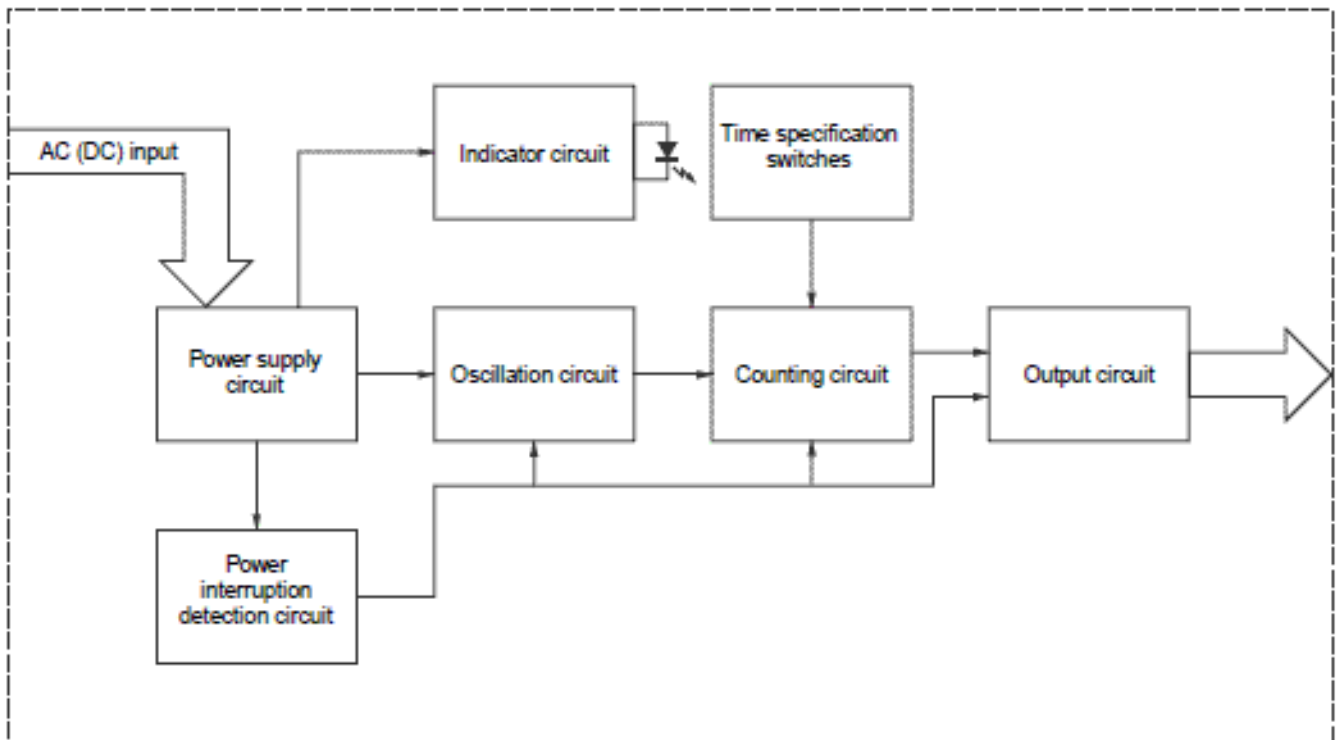 AC (DC) input
Indicator circuit
Time specification
switches
Power supply
circuit
Oscillation circuit
Counting circuit
Output circuit
Power
interruption
detection circuit